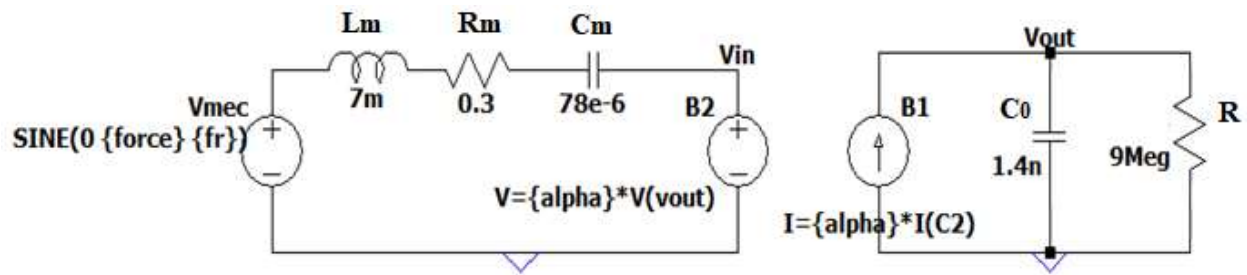 Lm
Rm
Cm
Vin
Vout
7m
0.3
78e-6
Vmec
SINE(0 {force} {fr})
+
−
B2
+
−
V={alpha}*V(vout)
B1
I={alpha}*I(C2)
C0
1.4n
R
9Meg